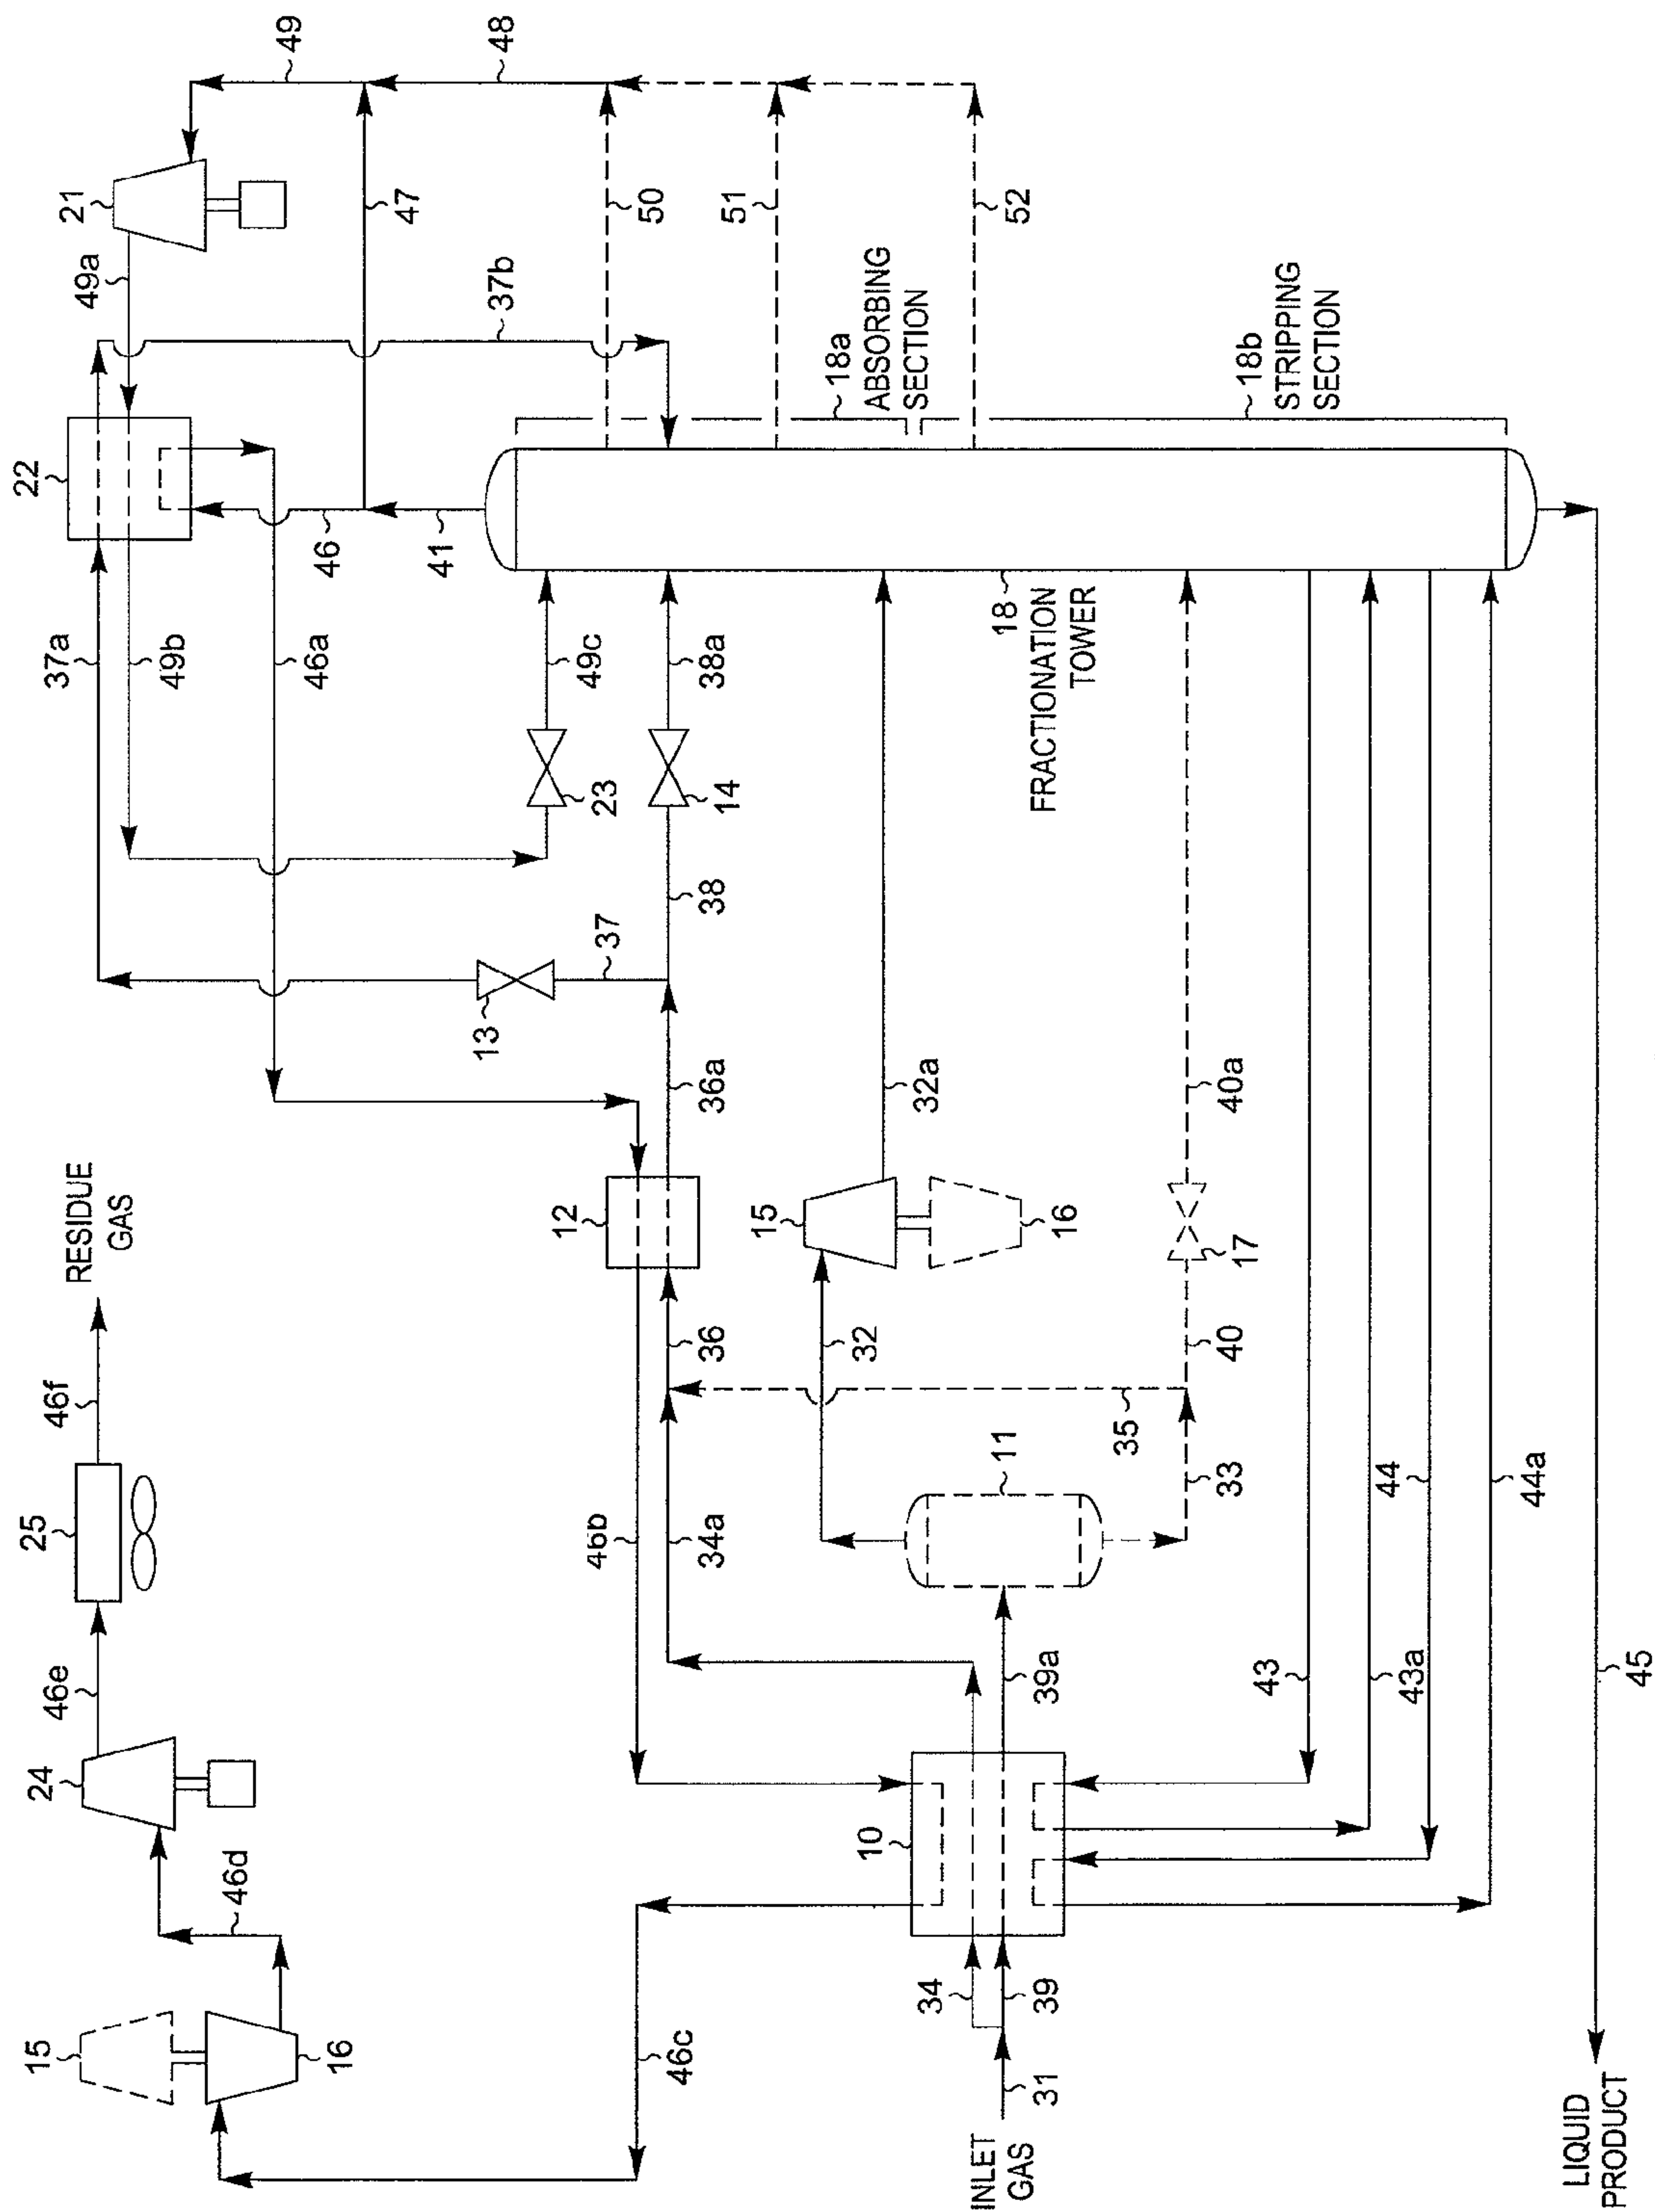 RESIDUE
GAS
15
16
46d
24
46e
25
46f
46c
37a
22
49b
46a
49a
21
49
48
37b
46
47
41
50
51
52
49c
38a
23
14
38
37
13
36a
12
36
46b
34a
32
15
16
32a
18
FRACTIONATION
TOWER
18a
ABSORBING
SECTION
18b
STRIPPING
SECTION
40a
17
40
35
11
33
INLET
GAS
31
34
39
10
39a
43
43a
44
44a
45
LIQUID
PRODUCT